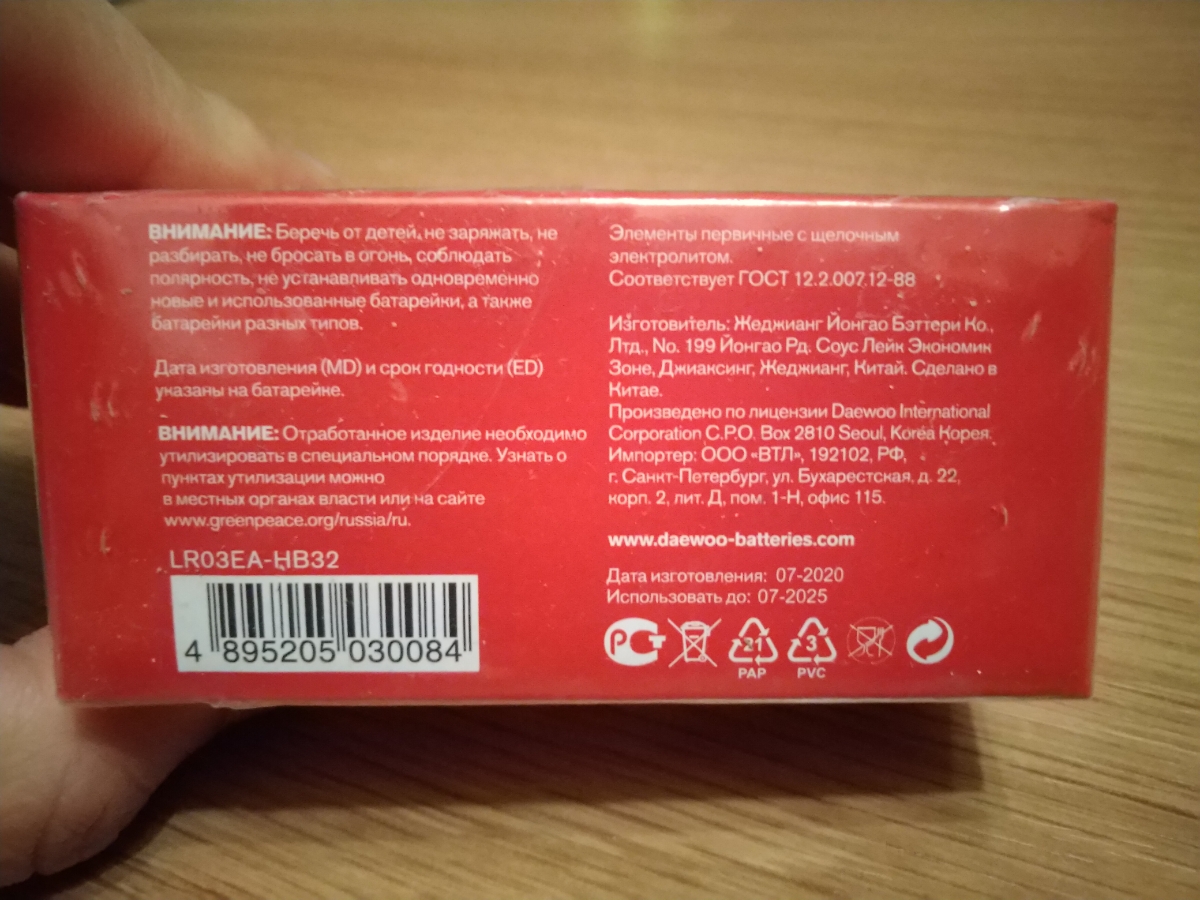 ВНИМАНИЕ: Беречь от детей, не заряжать, не
разбирать, не бросать в огонь, соблюдать
полярность, не устанавливать одновременно
новые и использованные батарейки, а также
батарейки разных типов.
Дата изготовления (MD) и срок годности (ED)
указаны на батарейке.
ВНИМАНИЕ: Отработанное изделие необходимо
утилизировать в специальном порядке. Узнать о
пунктах утилизации можно
в местных органах власти или на сайте
www.greenpeace.org/russia/ru.
LR03EA-HB32
4 895205 030084
Элементы первичные с щелочным
электролитом.
Соответствует ГОСТ 12.2.007.12-88
Изготовитель: Жеджианг Йонгао Бэттери Ко.,
Лтд., No. 199 Йонгао Рд. Соус Лейк Экономик
Зоне, Джиаксинг, Жеджианг, Китай. Сделано в
Китае.
Произведено по лицензии Daewoo International
Corporation C.P.O. Box 2810 Seoul, Korea Корея.
Импортер: ООО «ВТЛ», 192102, РФ,
г. Санкт-Петербург, ул. Бухарестская, д. 22,
корп. 2, лит. Д, пом. 1-Н, офис 115.
www.daewoo-batteries.com
Дата изготовления: 07-2020
Использовать до: 07-2025
РСТ 21 3
PAP PVC